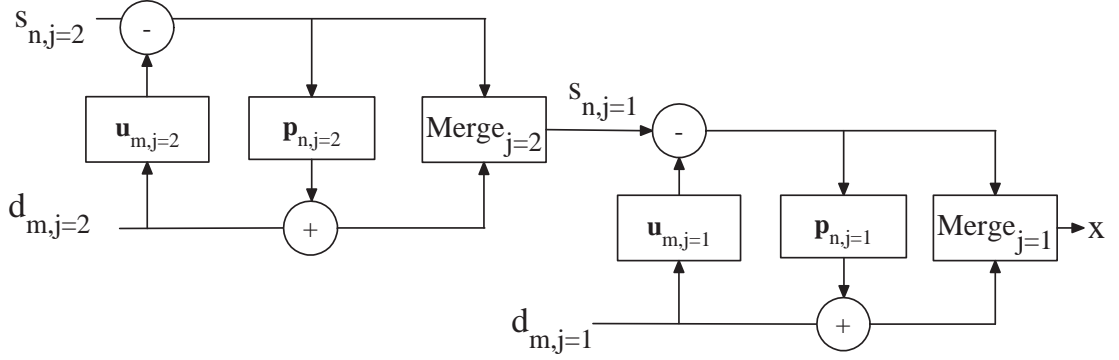 s_{n,j=2}
-
u_{m,j=2}
p_{n,j=2}
Merge_{j=2}
d_{m,j=2}
+
s_{n,j=1}
-
u_{m,j=1}
p_{n,j=1}
Merge_{j=1}
x
d_{m,j=1}
+